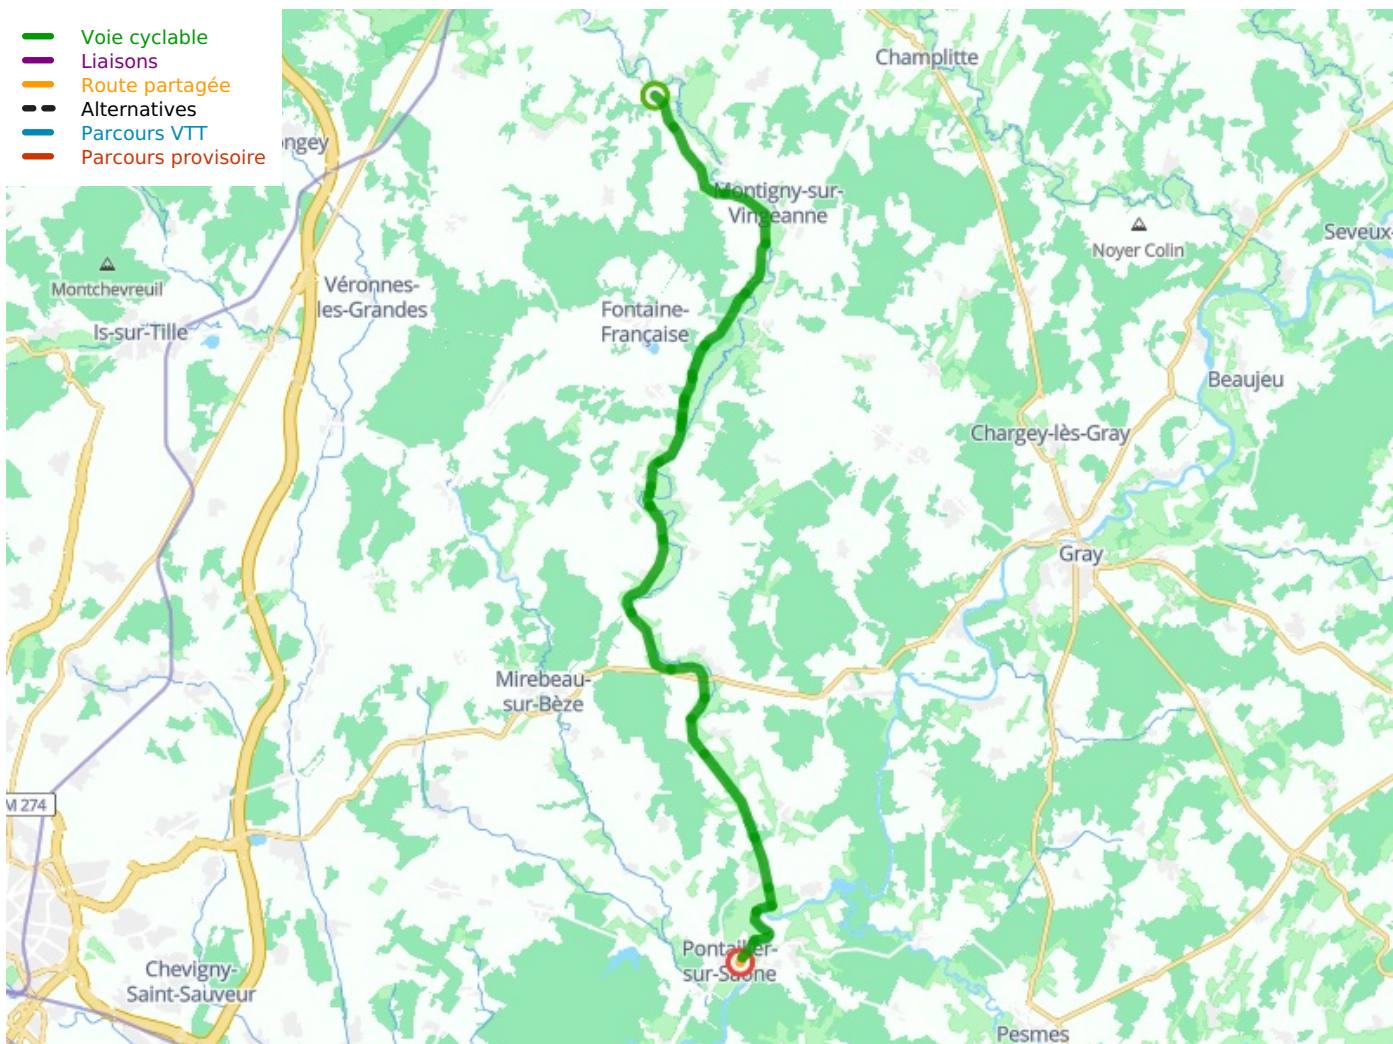 Voie cyclable
Liaisons
Route partagée
Alternatives
Parcours VTT
Parcours provisoire
Champlitte
ongey
Montigny-sur-
Vingeanne
Noyer Colin
Seveux-
Montchevreuil
Véronnes-
les-Grandes
Is-sur-Tille
Fontaine-
Française
Beaujeu
Chargey-lès-Gray
Gray
Mirebeau-
sur-Bèze
M 274
Chevigny-
Saint-Sauveur
Pontailler-
sur-Saône
Pesmes